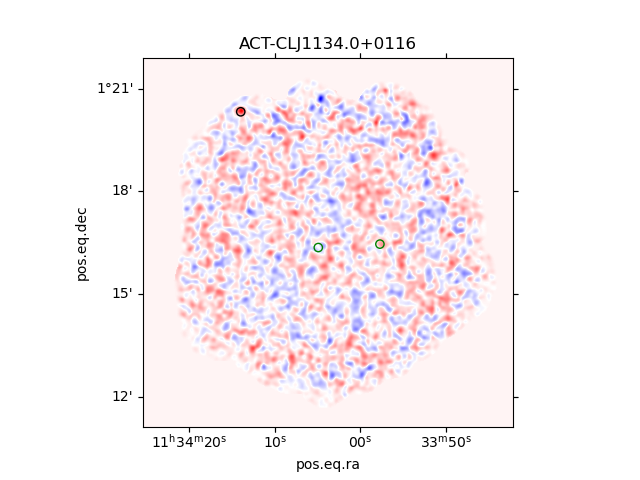 ACT-CLJ1134.0+0116
1°21'
18'
15'
12'
pos.eq.dec
11ʰ34ᵐ20ˢ 10ˢ 00ˢ 33ᵐ50ˢ
pos.eq.ra